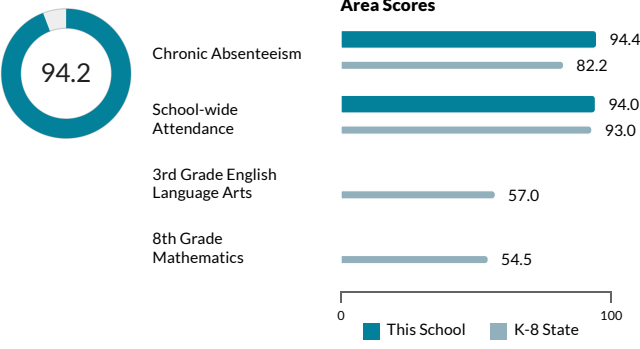 Area Scores
94.2
Chronic Absenteeism
94.4
82.2
School-wide
Attendance
94.0
93.0
3rd Grade English
Language Arts
57.0
8th Grade
Mathematics
54.5
0
100
This School
K-8 State